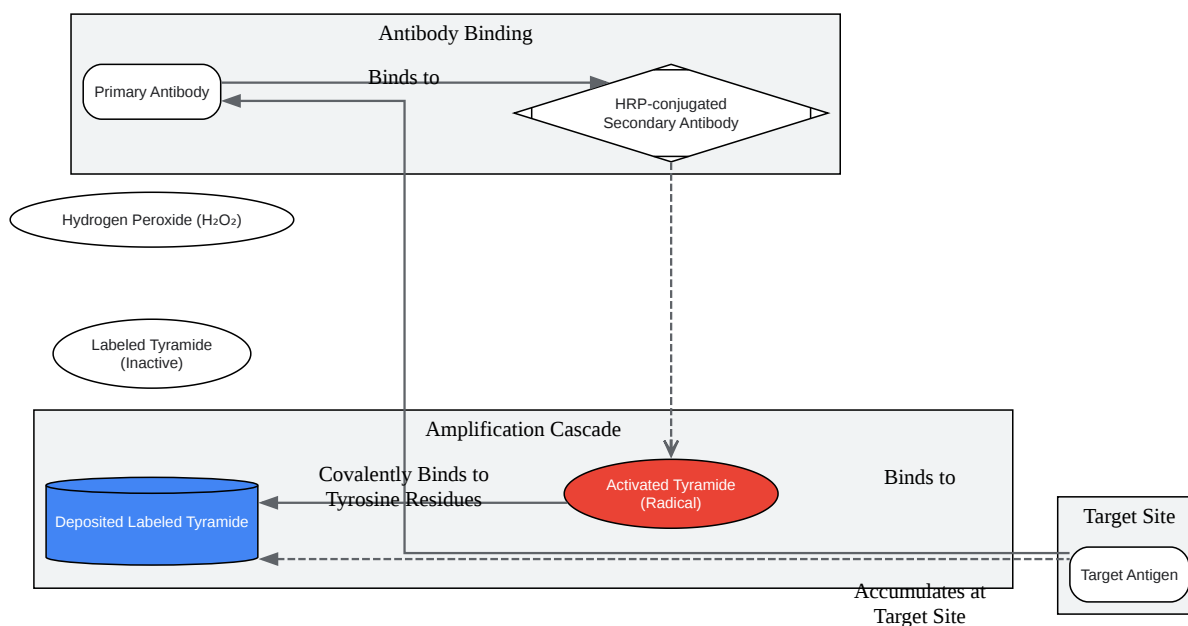 Antibody Binding
Primary Antibody
Binds to
HRP-conjugated
Secondary Antibody
Hydrogen Peroxide (H₂O₂)
Labeled Tyramide
(Inactive)
Amplification Cascade
Covalently Binds to
Tyrosine Residues
Activated Tyramide
(Radical)
Binds to
Deposited Labeled Tyramide
Target Site
Target Antigen
Accumulates at
Target Site